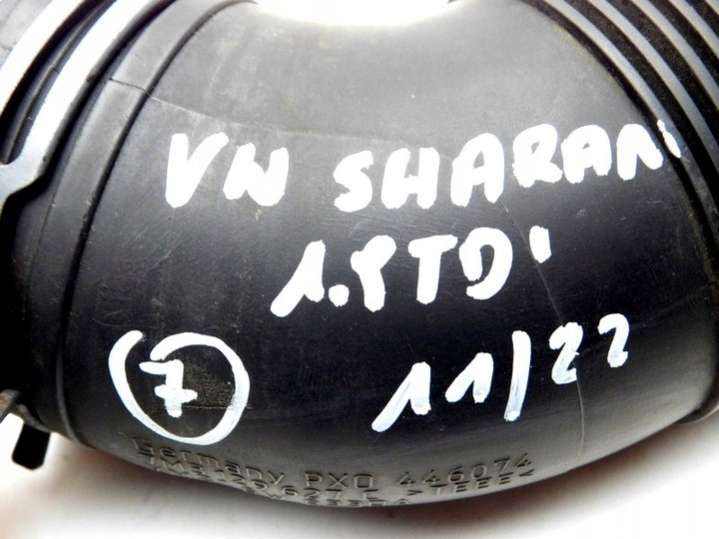 VW SHARAN
1.9TDI
7
11/22
Germany PXO 446074